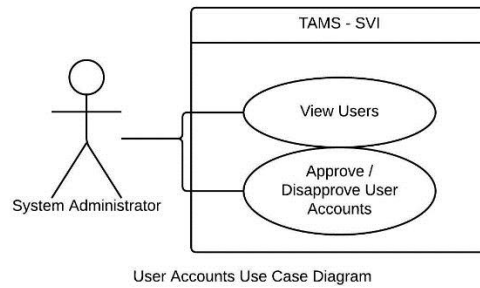 TAMS - SVI
View Users
Approve /
Disapprove User
Accounts
System Administrator
User Accounts Use Case Diagram